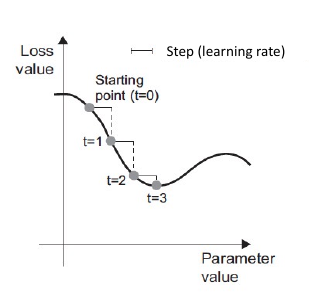 Loss
value
Step (learning rate)
Starting
point (t=0)
t=1
t=2
t=3
Parameter
value